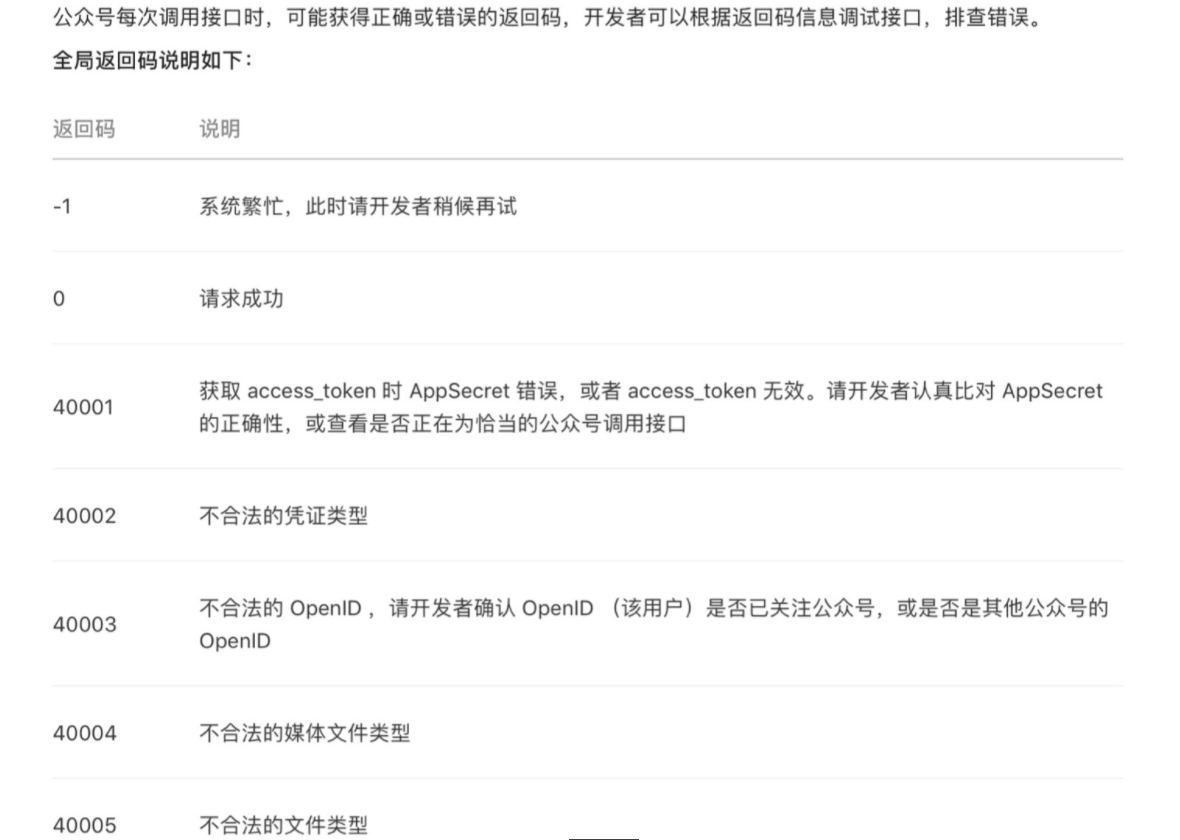 公众号每次调用接口时，可能获得正确或错误的返回码，开发者可以根据返回码信息调试接口，排查错误。
全局返回码说明如下：
返回码 说明
-1 系统繁忙，此时请开发者稍候再试
0 请求成功
40001 获取 access_token 时 AppSecret 错误，或者 access_token 无效。请开发者认真比对 AppSecret
的正确性，或查看是否正在为恰当的公众号调用接口
40002 不合法的凭证类型
40003 不合法的 OpenID ，请开发者确认 OpenID （该用户）是否已关注公众号，或是否是其他公众号的
OpenID
40004 不合法的媒体文件类型
40005 不合法的文件类型